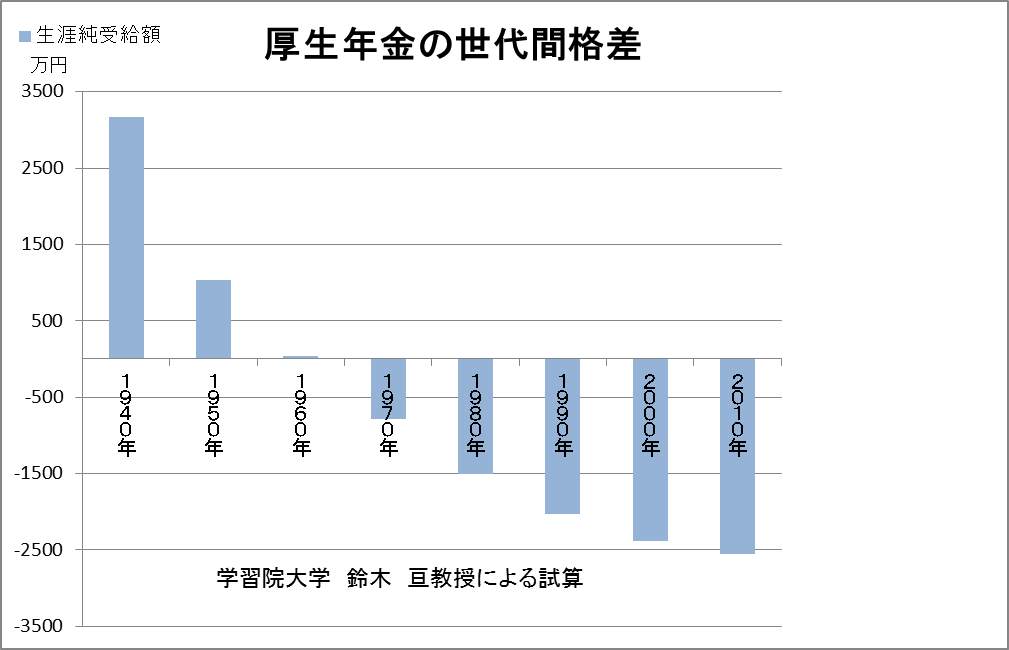 厚生年金の世代間格差
生涯純受給額
万円
3500
2500
1500
500
-500
-1500
-2500
-3500
1940年
1950年
1960年
1970年
1980年
1990年
2000年
2010年
学習院大学　鈴木　亘教授による試算